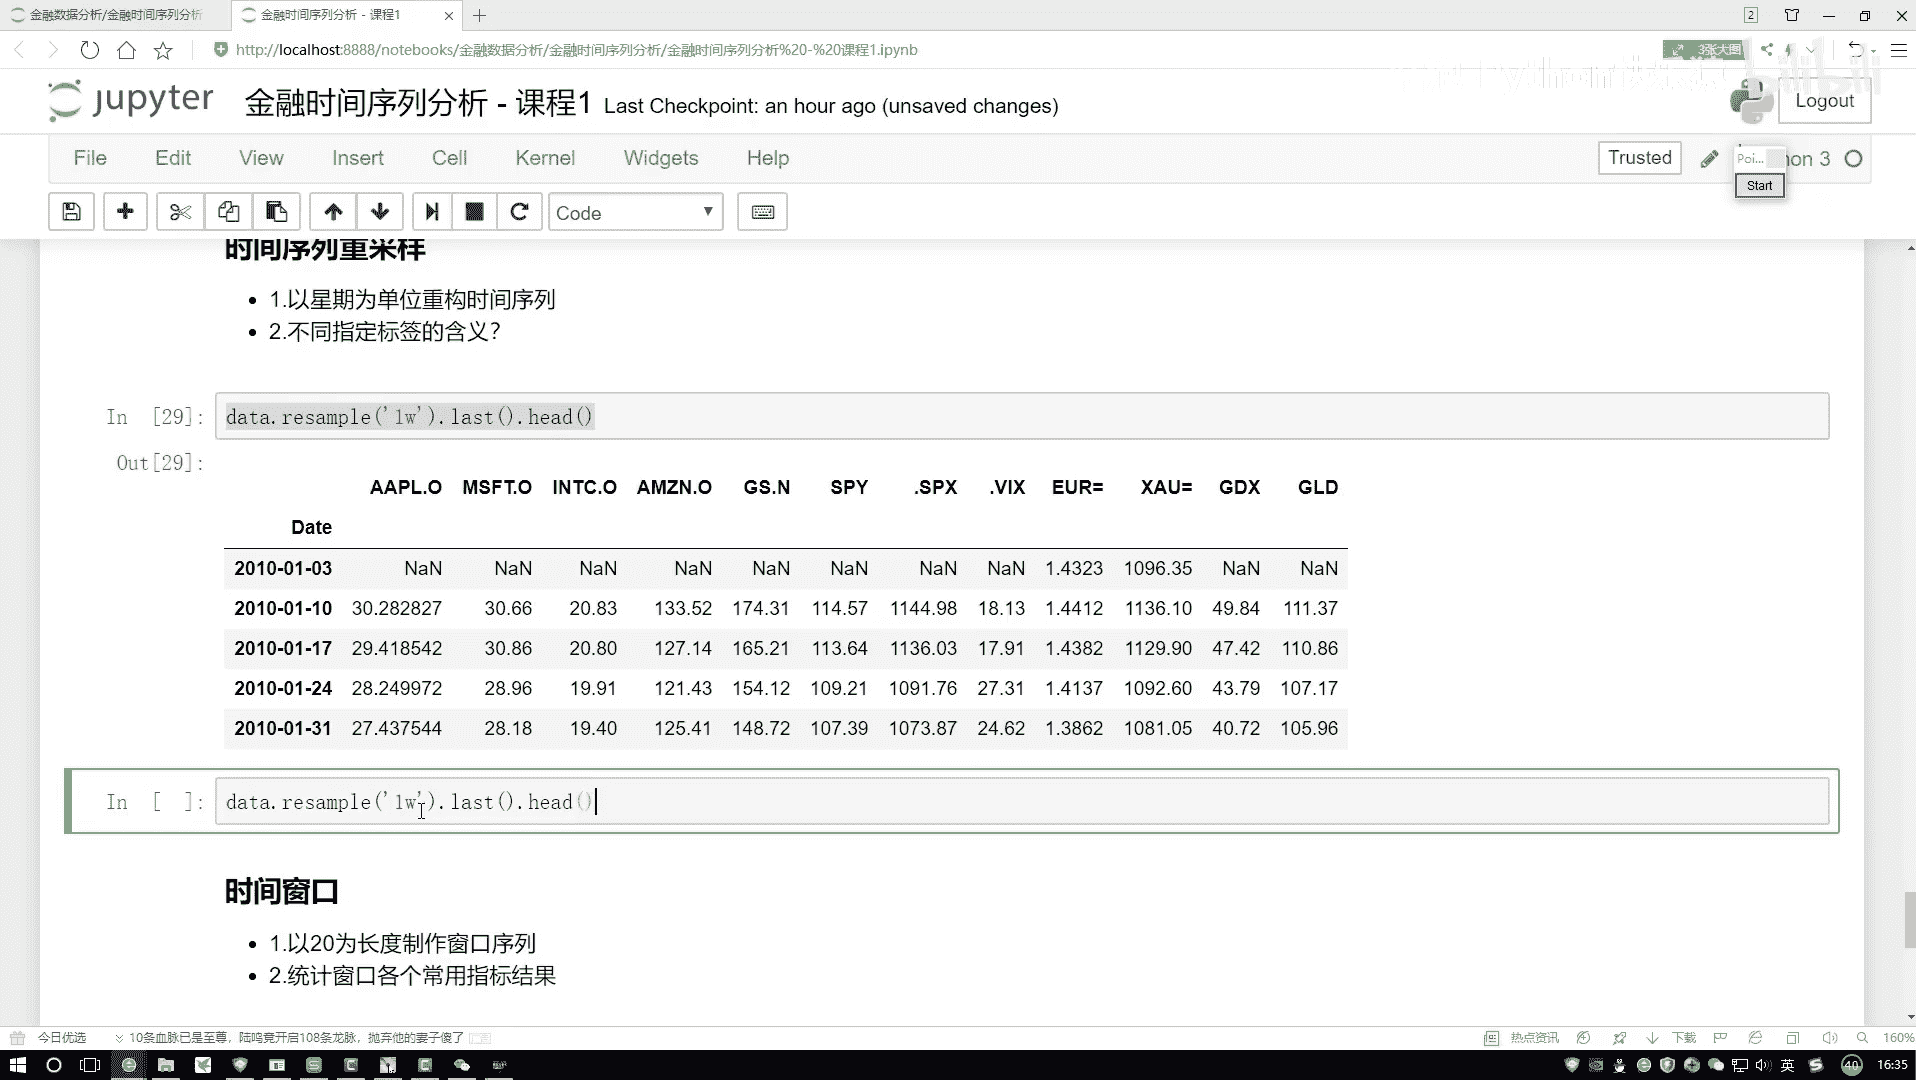 金融数据分析/金融时间序列分析
金融时间序列分析 - 课程1
2
http://localhost:8888/notebooks/金融数据分析/金融时间序列分析/金融时间序列分析%20-%20课程1.ipynb
3张大图
bilibili
jupyter
金融时间序列分析 - 课程1 Last Checkpoint: an hour ago (unsaved changes)
Logout
File Edit View Insert Cell Kernel Widgets Help
Trusted
Poi...
hon 3
Start
Code
时间序列重采样
1.以星期为单位重构时间序列
2.不同指定标签的含义?
In [29]: data.resample('1w').last().head()
Out[29]:
AAPL.O MSFT.O INTC.O AMZN.O GS.N SPY .SPX .VIX EUR= XAU= GDX GLD
Date
2010-01-03 NaN NaN NaN NaN NaN NaN NaN NaN 1.4323 1096.35 NaN NaN
2010-01-10 30.282827 30.66 20.83 133.52 174.31 114.57 1144.98 18.13 1.4412 1136.10 49.84 111.37
2010-01-17 29.418542 30.86 20.80 127.14 165.21 113.64 1136.03 17.91 1.4382 1129.90 47.42 110.86
2010-01-24 28.249972 28.96 19.91 121.43 154.12 109.21 1091.76 27.31 1.4137 1092.60 43.79 107.17
2010-01-31 27.437544 28.18 19.40 125.41 148.72 107.39 1073.87 24.62 1.3862 1081.05 40.72 105.96
In [ ]: data.resample('1w').last().head()
时间窗口
1.以20为长度制作窗口序列
2.统计窗口各个常用指标结果
今日优选
10条血脉已是至尊，陆鸣竟开启108条龙脉，抛弃他的妻子傻了
热点资讯
下载
160%
英
40
16:35